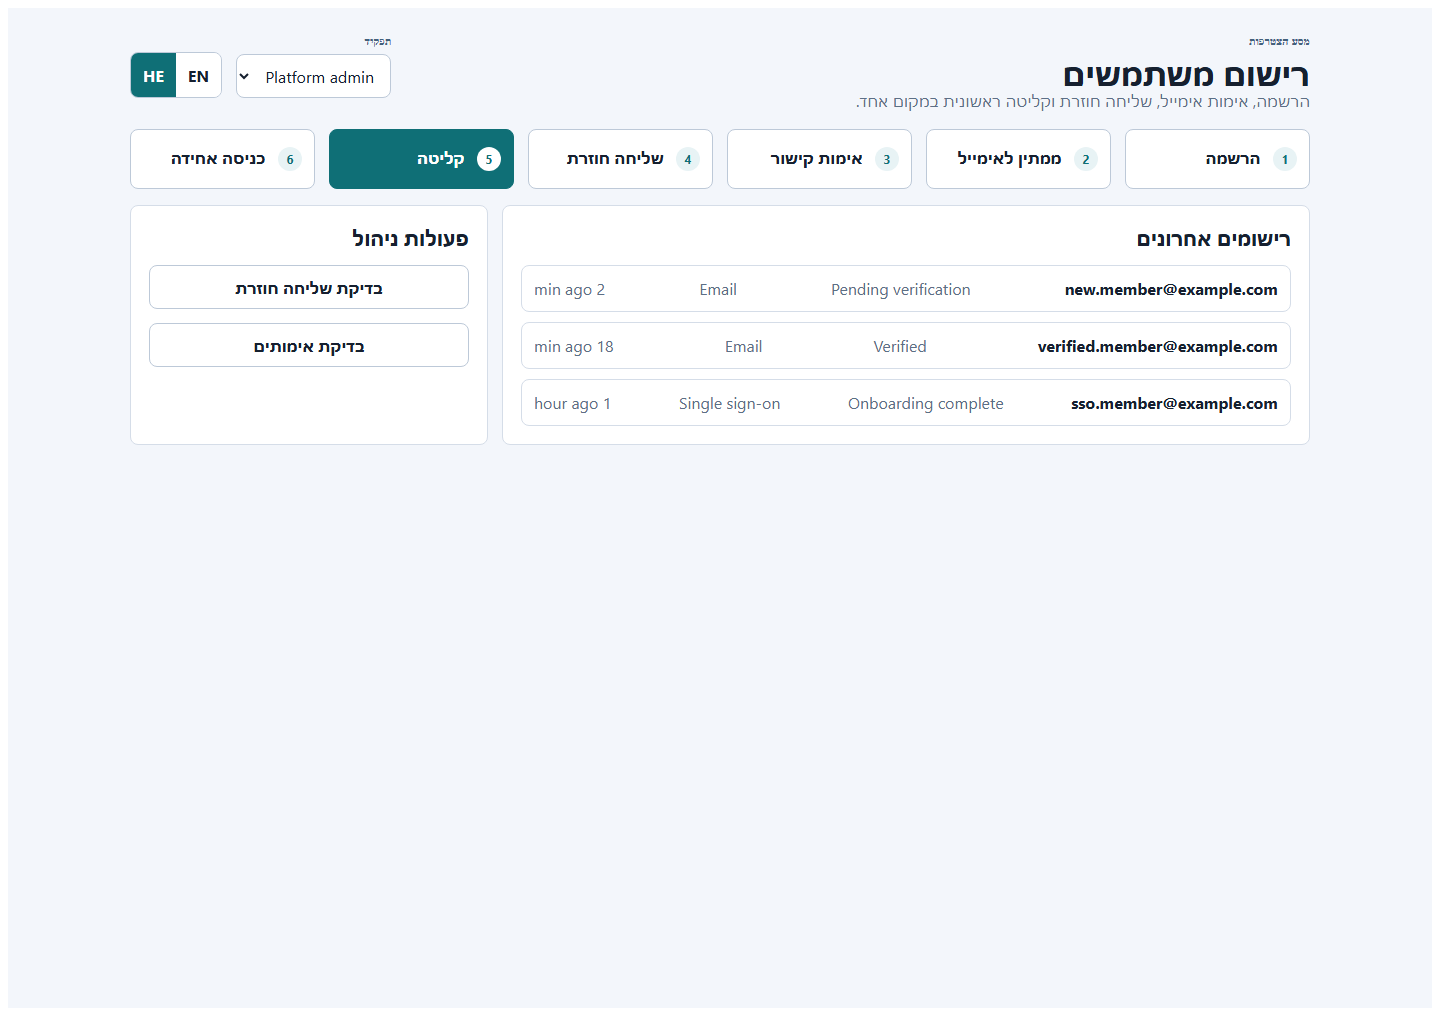 מסע הצטרפות
רישום משתמשים
הרשמה, אימות אימייל, שליחה חוזרת וקליטה ראשונית במקום אחד.
תפקיד
Platform admin
EN
HE
1 הרשמה
2 ממתין לאימייל
3 אימות קישור
4 שליחה חוזרת
5 קליטה
6 כניסה אחידה
רישומים אחרונים
new.member@example.com Pending verification Email min ago 2
verified.member@example.com Verified Email min ago 18
sso.member@example.com Onboarding complete Single sign-on hour ago 1
פעולות ניהול
בדיקת שליחה חוזרת
בדיקת אימותים